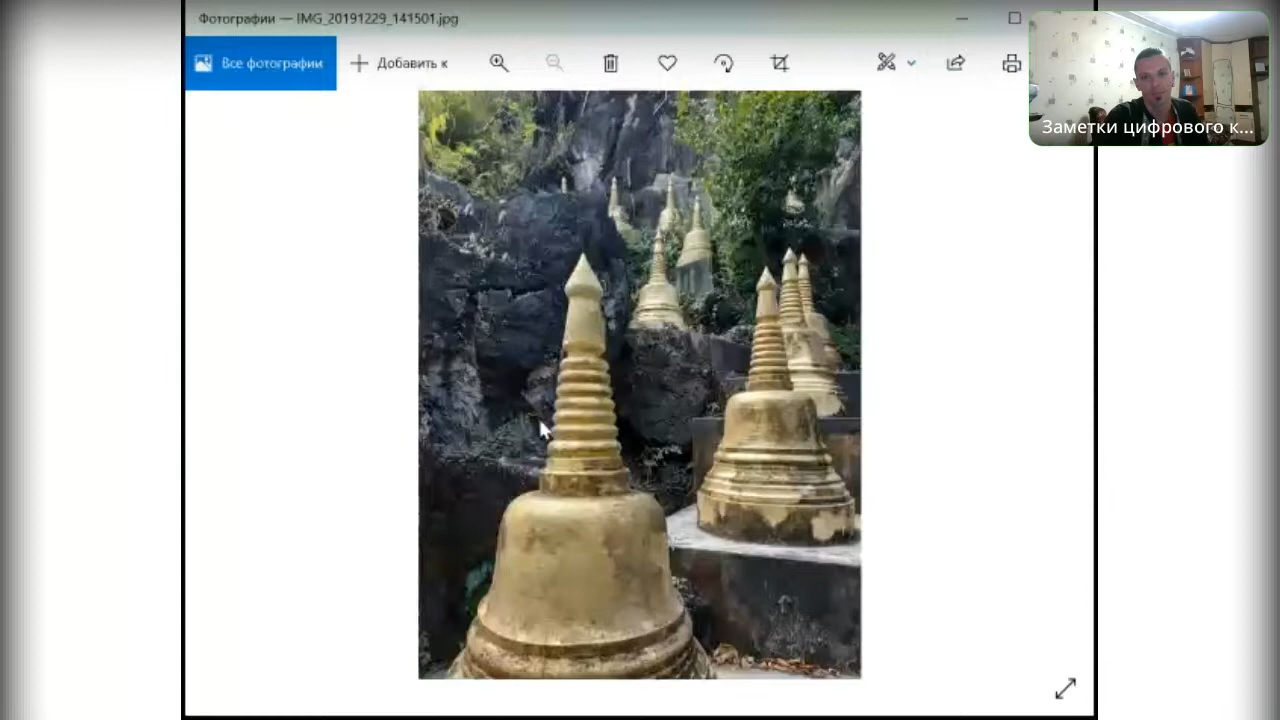 Фотографии — IMG_20191229_141501.jpg
Все фотографии
Добавить к
Заметки цифрового к...